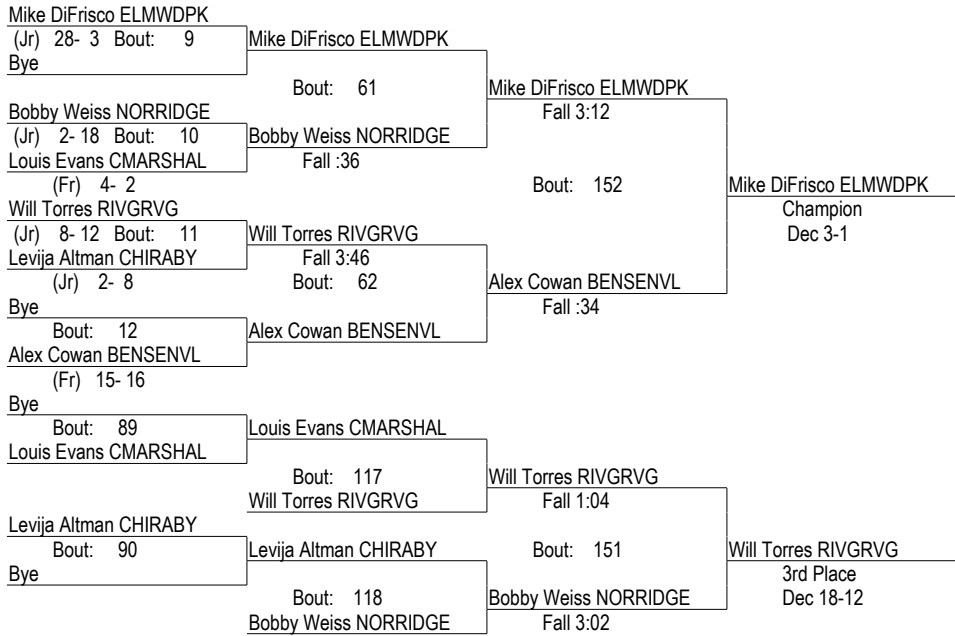 Mike DiFrisco ELMWDPK
(Jr) 28- 3 Bout: 9
Mike DiFrisco ELMWDPK
Bye
Bout: 61
Mike DiFrisco ELMWDPK
Bobby Weiss NORRIDGE
Fall 3:12
(Jr) 2- 18 Bout: 10
Bobby Weiss NORRIDGE
Louis Evans CMARSHAL
Fall :36
(Fr) 4- 2
Bout: 152
Mike DiFrisco ELMWDPK
Will Torres RIVGRVG
Champion
(Jr) 8- 12 Bout: 11
Will Torres RIVGRVG
Dec 3-1
Levija Altman CHIRABY
Fall 3:46
(Jr) 2- 8
Bout: 62
Alex Cowan BENSENVL
Bye
Fall :34
Bout: 12
Alex Cowan BENSENVL
Alex Cowan BENSENVL
(Fr) 15- 16
Bye
Bout: 89
Louis Evans CMARSHAL
Louis Evans CMARSHAL
Bout: 117
Will Torres RIVGRVG
Will Torres RIVGRVG
Fall 1:04
Levija Altman CHIRABY
Bout: 90
Levija Altman CHIRABY
Bout: 151
Will Torres RIVGRVG
Bye
3rd Place
Bout: 118
Bobby Weiss NORRIDGE
Dec 18-12
Bobby Weiss NORRIDGE
Fall 3:02